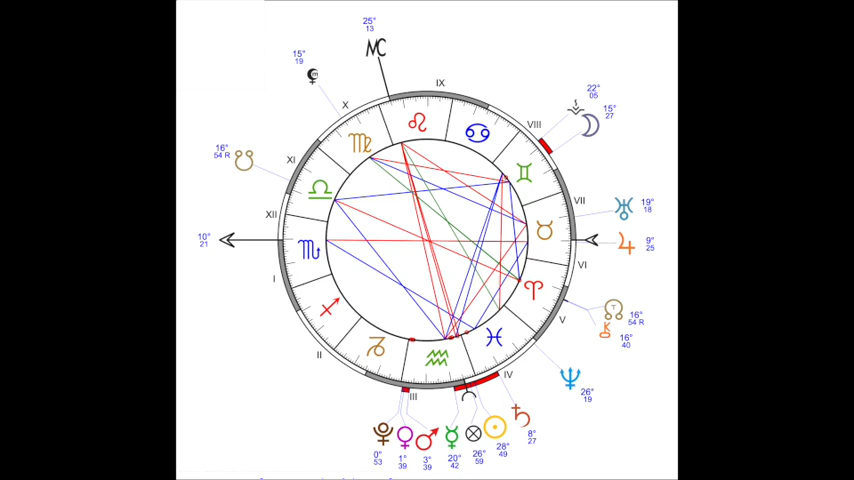 25°
13
MC
IX
15°
19
X
VIII
22°
05
15°
27
16°
54 R
XI
VII
19°
18
XII
10°
21
9°
25
VI
I
V
T
16°
54 R
16°
40
II
IV
26°
19
III
0°
53
1°
39
3°
39
20°
42
26°
59
28°
49
8°
27